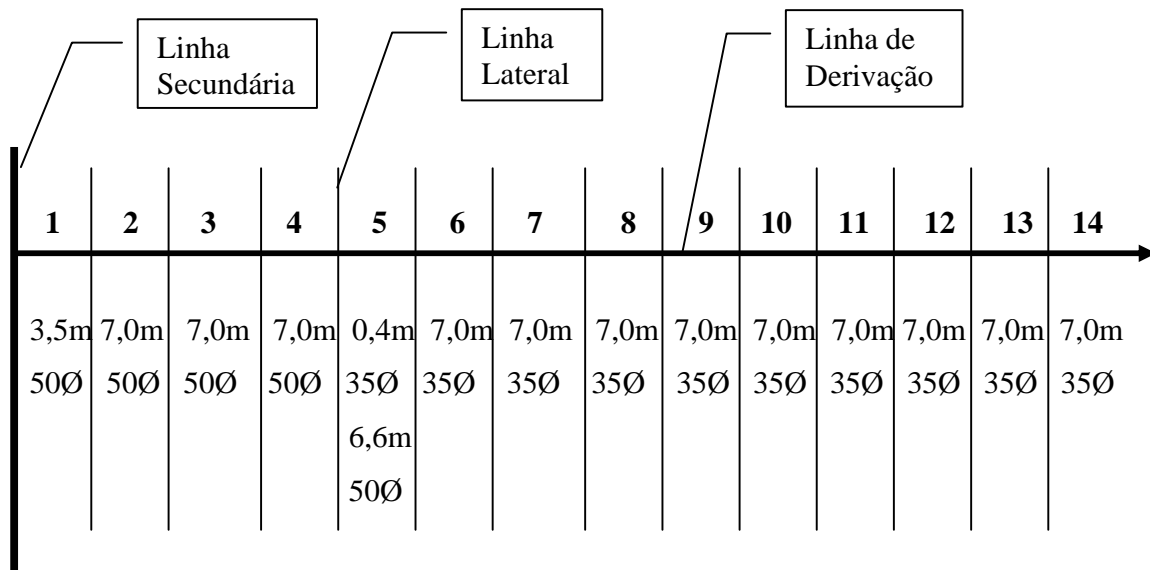 Linha
Secundária
Linha
Lateral
Linha de
Derivação
1 2 3 4 5 6 7 8 9 10 11 12 13 14
3,5m 7,0m 7,0m 7,0m 0,4m 7,0m 7,0m 7,0m 7,0m 7,0m 7,0m 7,0m 7,0m 7,0m
50Ø 50Ø 50Ø 50Ø 35Ø 35Ø 35Ø 35Ø 35Ø 35Ø 35Ø 35Ø 35Ø 35Ø
6,6m
50Ø